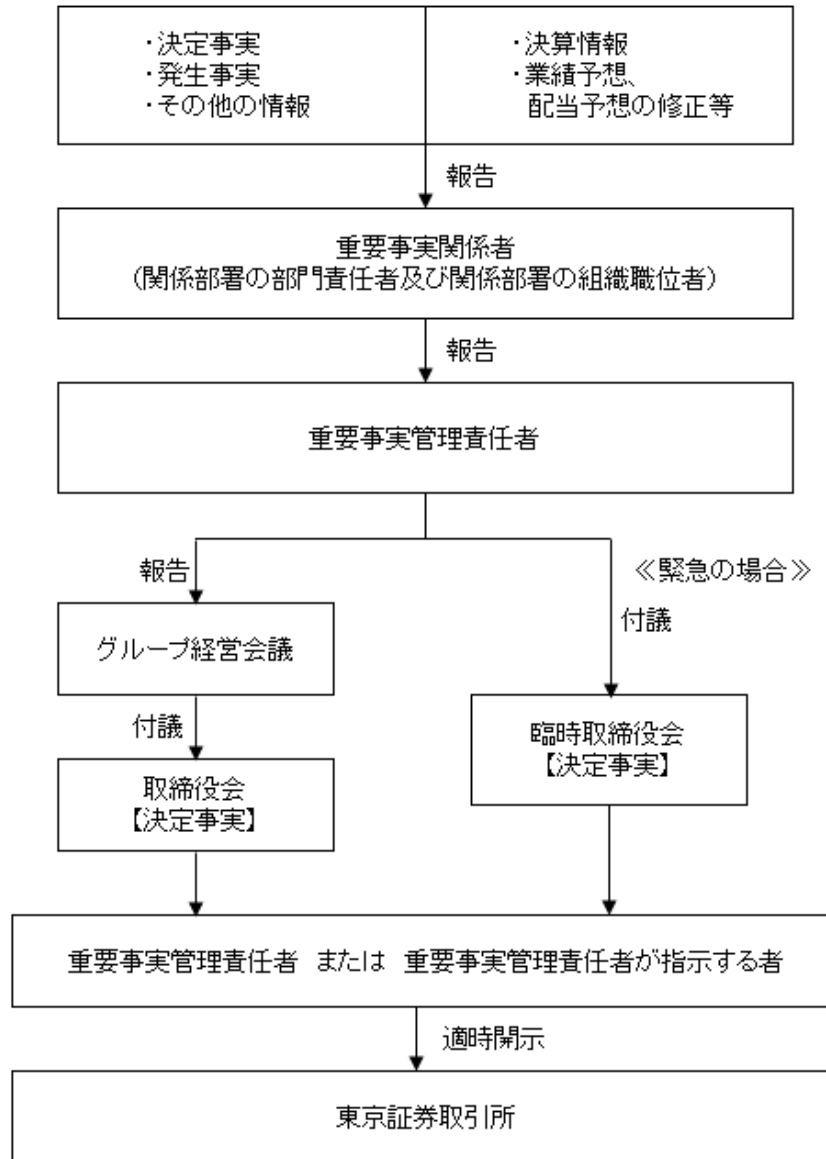 ・決定事実
・発生事実
・その他の情報
・決算情報
・業績予想、
配当予想の修正等
報告
重要事実関係者
（関係部署の部門責任者及び関係部署の組織職位者）
報告
重要事実管理責任者
報告
≪緊急の場合≫
付議
グループ経営会議
付議
臨時取締役会
【決定事実】
取締役会
【決定事実】
重要事実管理責任者 または 重要事実管理責任者が指示する者
適時開示
東京証券取引所